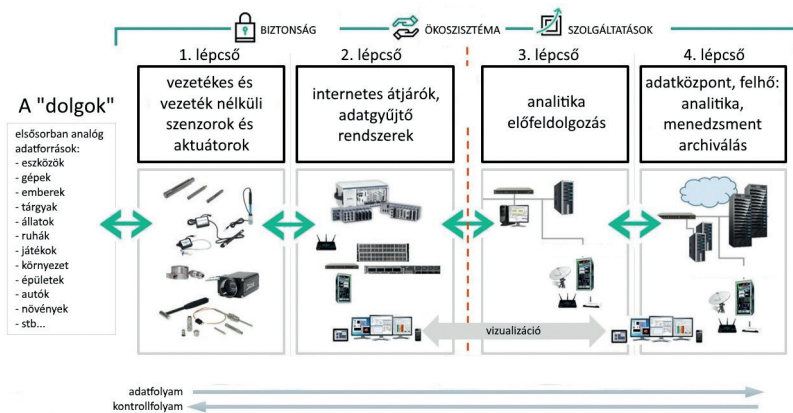 BIZTONSÁG
ÖKOSZISZTÉMA
SZOLGÁLTATÁSOK
1. lépcső
2. lépcső
3. lépcső
4. lépcső
A "dolgok"
elsősorban analóg
adatforrások:
- eszközök
- gépek
- emberek
- tárgyak
- állatok
- ruhák
- játékok
- környezet
- épületek
- autók
- növények
- stb...
vezetékes és
vezeték nélküli
szenzorok és
aktuátorok
internetes átjárók,
adatgyűjtő
rendszerek
analitika
előfeldolgozás
adatközpont, felhő:
analitika,
menedzsment
archiválás
vizualizáció
adatfolyam
kontrollfolyam